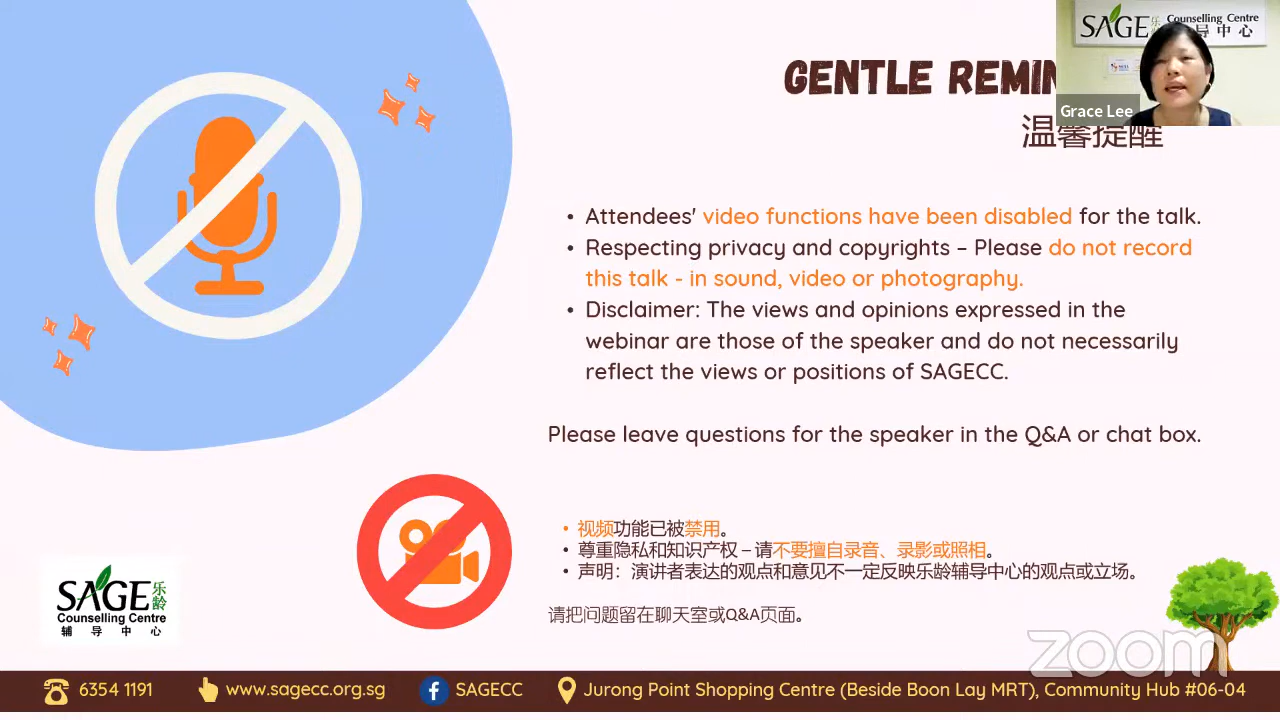 SAGE 乐龄
Counselling Centre
导 中 心
GENTLE REMIN
Grace Lee
温馨提醒
• Attendees' video functions have been disabled for the talk.
• Respecting privacy and copyrights – Please do not record
this talk - in sound, video or photography.
• Disclaimer: The views and opinions expressed in the
webinar are those of the speaker and do not necessarily
reflect the views or positions of SAGECC.
Please leave questions for the speaker in the Q&A or chat box.
• 视频功能已被禁用。
• 尊重隐私和知识产权 – 请不要擅自录音、录影或照相。
• 声明：演讲者表达的观点和意见不一定反映乐龄辅导中心的观点或立场。
请把问题留在聊天室或Q&A页面。
SAGE 乐龄
Counselling Centre
辅 导 中 心
zoom
6354 1191 www.sagecc.org.sg SAGECC Jurong Point Shopping Centre (Beside Boon Lay MRT), Community Hub #06-04